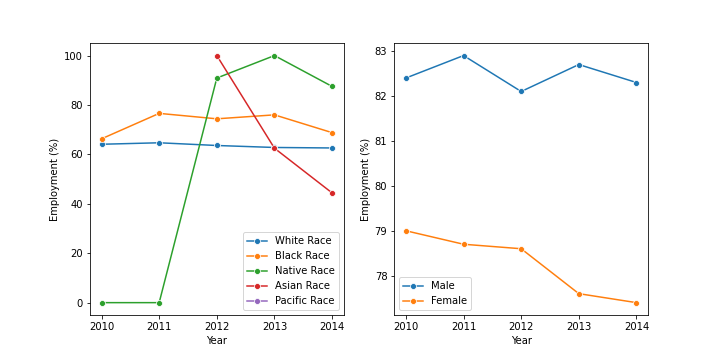 100
80
60
40
20
0
Employment (%)
2010 2011 2012 2013 2014
Year
White Race
Black Race
Native Race
Asian Race
Pacific Race
83
82
81
80
79
78
Employment (%)
2010 2011 2012 2013 2014
Year
Male
Female